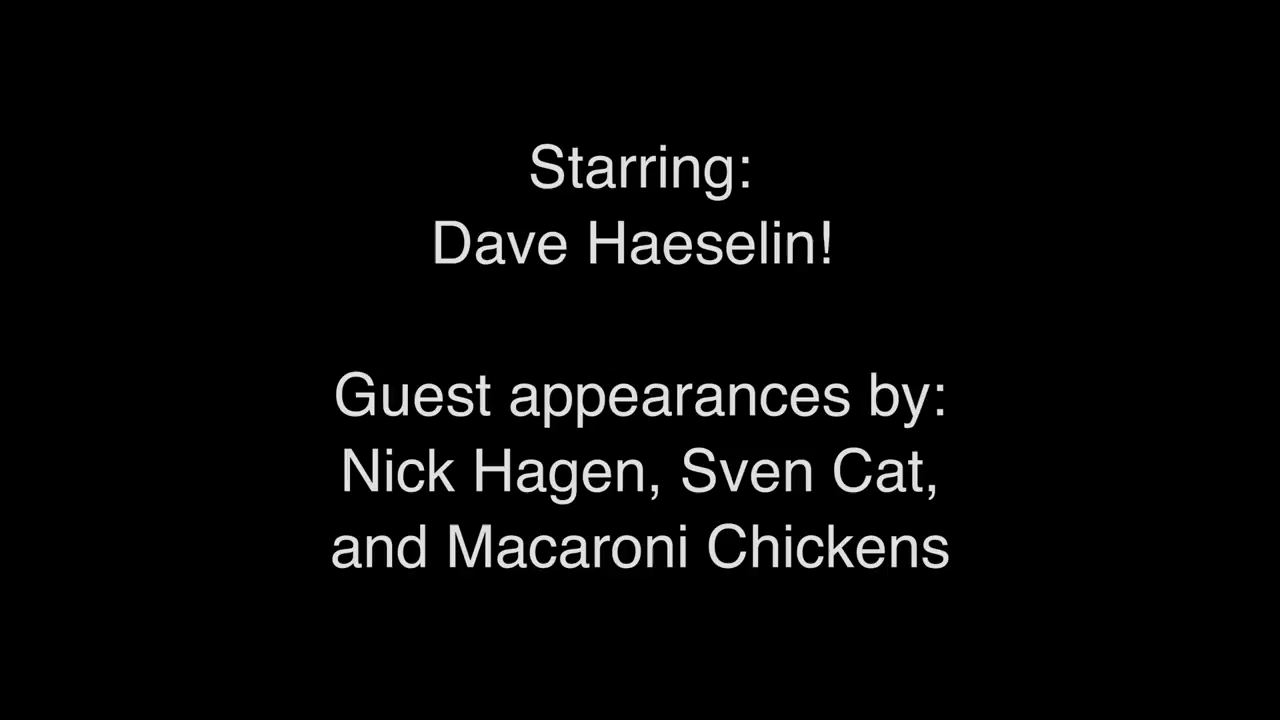 Starring:
Dave Haeselin!
Guest appearances by:
Nick Hagen, Sven Cat,
and Macaroni Chickens